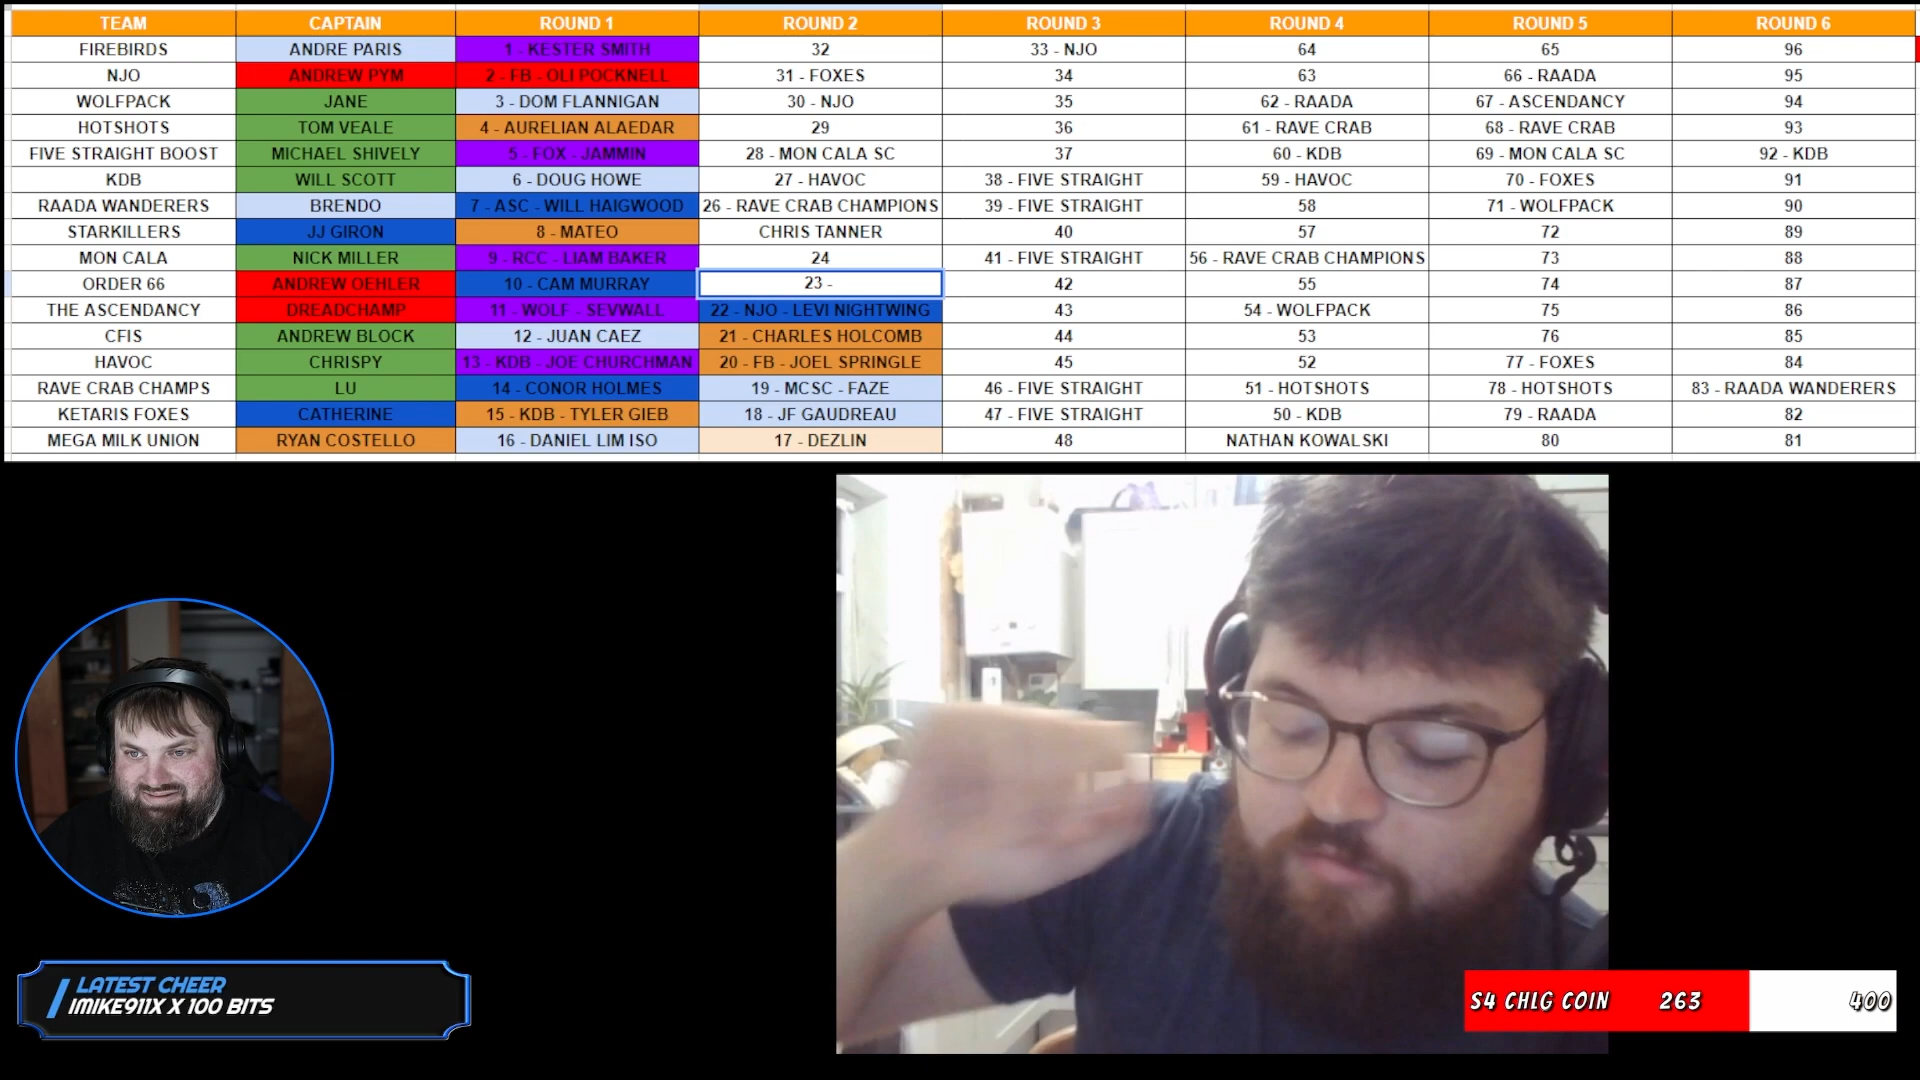 TEAM CAPTAIN ROUND 1 ROUND 2 ROUND 3 ROUND 4 ROUND 5 ROUND 6
FIREBIRDS ANDRE PARIS 1 - KESTER SMITH 32 33 - NJO 64 65 96
NJO ANDREW PYM 2 - FB - OLI POCKNELL 31 - FOXES 34 63 66 - RAADA 95
WOLFPACK JANE 3 - DOM FLANNIGAN 30 - NJO 35 62 - RAADA 67 - ASCENDANCY 94
HOTSHOTS TOM VEALE 4 - AURELIAN ALAEDAR 29 36 61 - RAVE CRAB 68 - RAVE CRAB 93
FIVE STRAIGHT BOOST MICHAEL SHIVELY 5 - FOX - JAMMIN 28 - MON CALA SC 37 60 - KDB 69 - MON CALA SC 92 - KDB
KDB WILL SCOTT 6 - DOUG HOWE 27 - HAVOC 38 - FIVE STRAIGHT 59 - HAVOC 70 - FOXES 91
RAADA WANDERERS BRENDO 7 - ASC - WILL HAIGWOOD 26 - RAVE CRAB CHAMPIONS 39 - FIVE STRAIGHT 58 71 - WOLFPACK 90
STARKILLERS JJ GIRON 8 - MATEO CHRIS TANNER 40 57 72 89
MON CALA NICK MILLER 9 - RCC - LIAM BAKER 24 41 - FIVE STRAIGHT 56 - RAVE CRAB CHAMPIONS 73 88
ORDER 66 ANDREW OEHLER 10 - CAM MURRAY 23 - 42 55 74 87
THE ASCENDANCY DREADCHAMP 11 - WOLF - SEVWALL 22 - NJO - LEVI NIGHTWING 43 54 - WOLFPACK 75 86
CFIS ANDREW BLOCK 12 - JUAN CAEZ 21 - CHARLES HOLCOMB 44 53 76 85
HAVOC CHRISPY 13 - KDB - JOE CHURCHMAN 20 - FB - JOEL SPRINGLE 45 52 77 - FOXES 84
RAVE CRAB CHAMPS LU 14 - CONOR HOLMES 19 - MCSC - FAZE 46 - FIVE STRAIGHT 51 - HOTSHOTS 78 - HOTSHOTS 83 - RAADA WANDERERS
KETARIS FOXES CATHERINE 15 - KDB - TYLER GIEB 18 - JF GAUDREAU 47 - FIVE STRAIGHT 50 - KDB 79 - RAADA 82
MEGA MILK UNION RYAN COSTELLO 16 - DANIEL LIM ISO 17 - DEZLIN 48 NATHAN KOWALSKI 80 81
LATEST CHEER
IMIKE911X X 100 BITS
S4 CHLG COIN 263 400